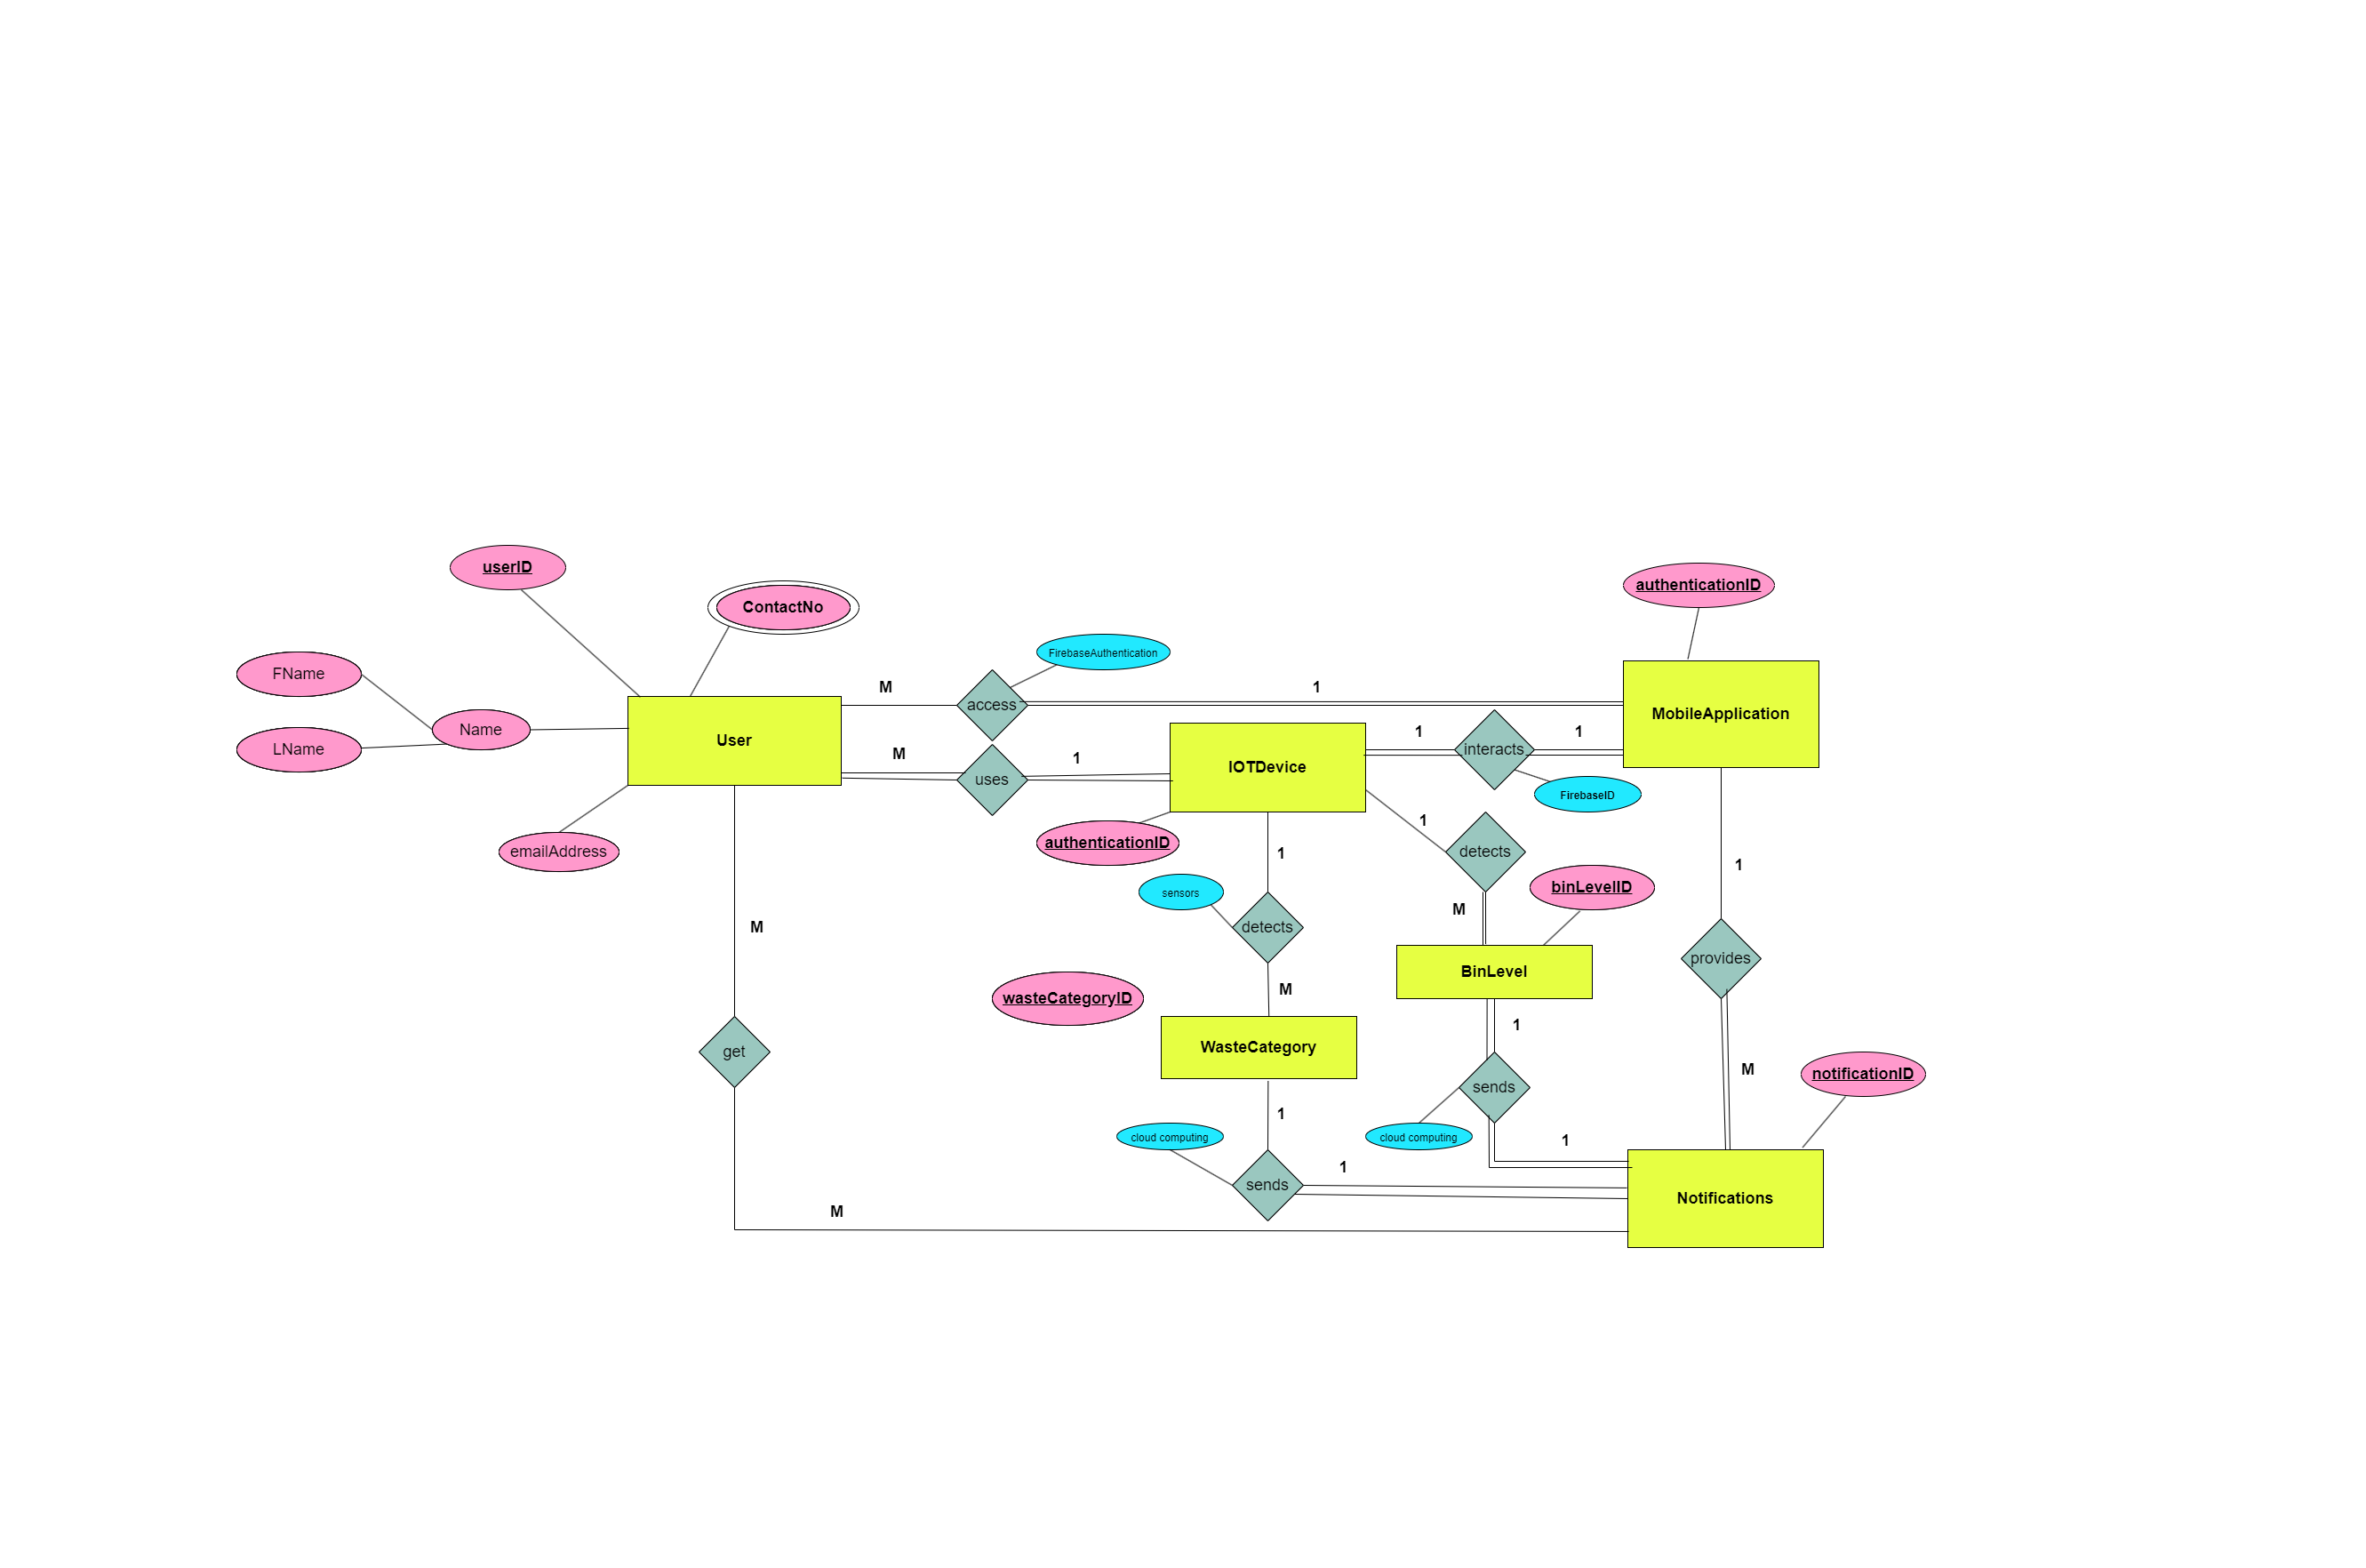 userID
authenticationID
ContactNo
FirebaseAuthentication
FName
M
1
access
MobileApplication
Name
LName
User
M
1
1
1
interacts
IOTDevice
uses
FirebaseID
1
authenticationID
emailAddress
1
detects
1
binLevelID
sensors
M
M
detects
provides
BinLevel
M
wasteCategoryID
1
WasteCategory
get
M
notificationID
sends
1
cloud computing
cloud computing
1
1
sends
Notifications
M